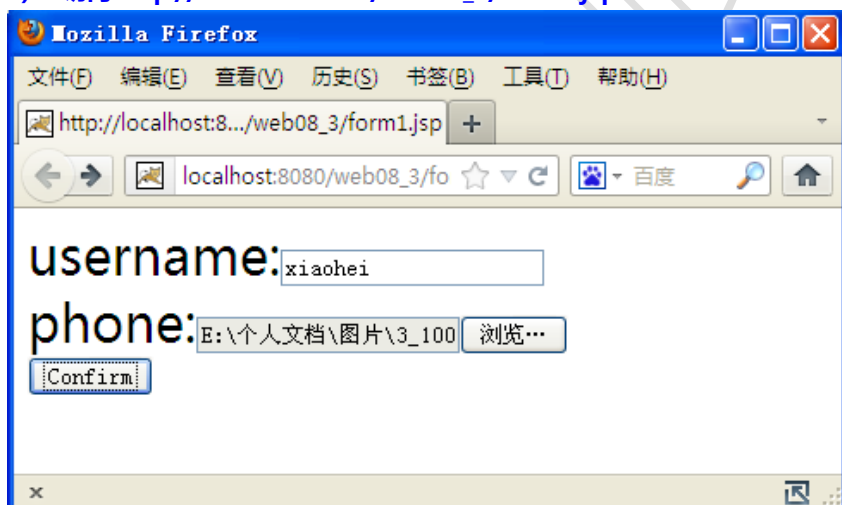 Mozilla Firefox
文件(F) 编辑(E) 查看(V) 历史(S) 书签(B) 工具(T) 帮助(H)
http://localhost:8.../web08_3/form1.jsp +
localhost:8080/web08_3/fo 百度
username: xiaohei
phone: E:\个人文档\图片\3_100 浏览…
Confirm
x